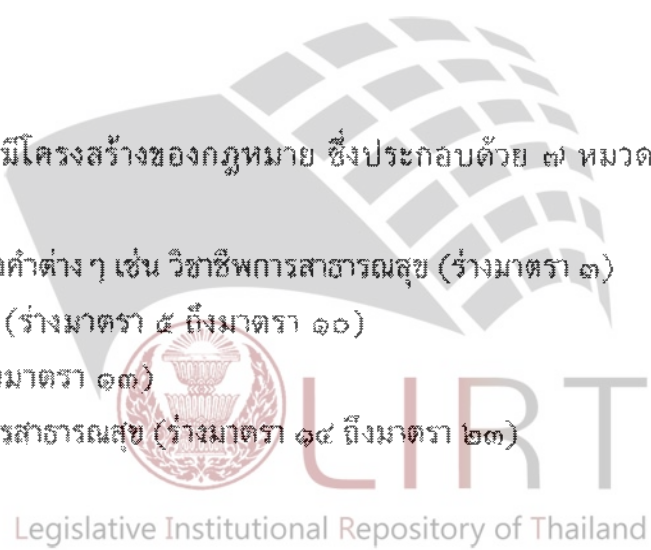 มีโครงสร้างของกฎหมาย ซึ่งประกอบด้วย ๗ หมวด
คำต่าง ๆ เช่น วิชาชีพการสาธารณสุข (ร่างมาตรา ๓)
(ร่างมาตรา ๕ ถึงมาตรา ๑๐)
มาตรา ๑๓)
รสาธารณสุข (ร่างมาตรา ๑๔ ถึงมาตรา ๒๓)
LIRT
Legislative Institutional Repository of Thailand